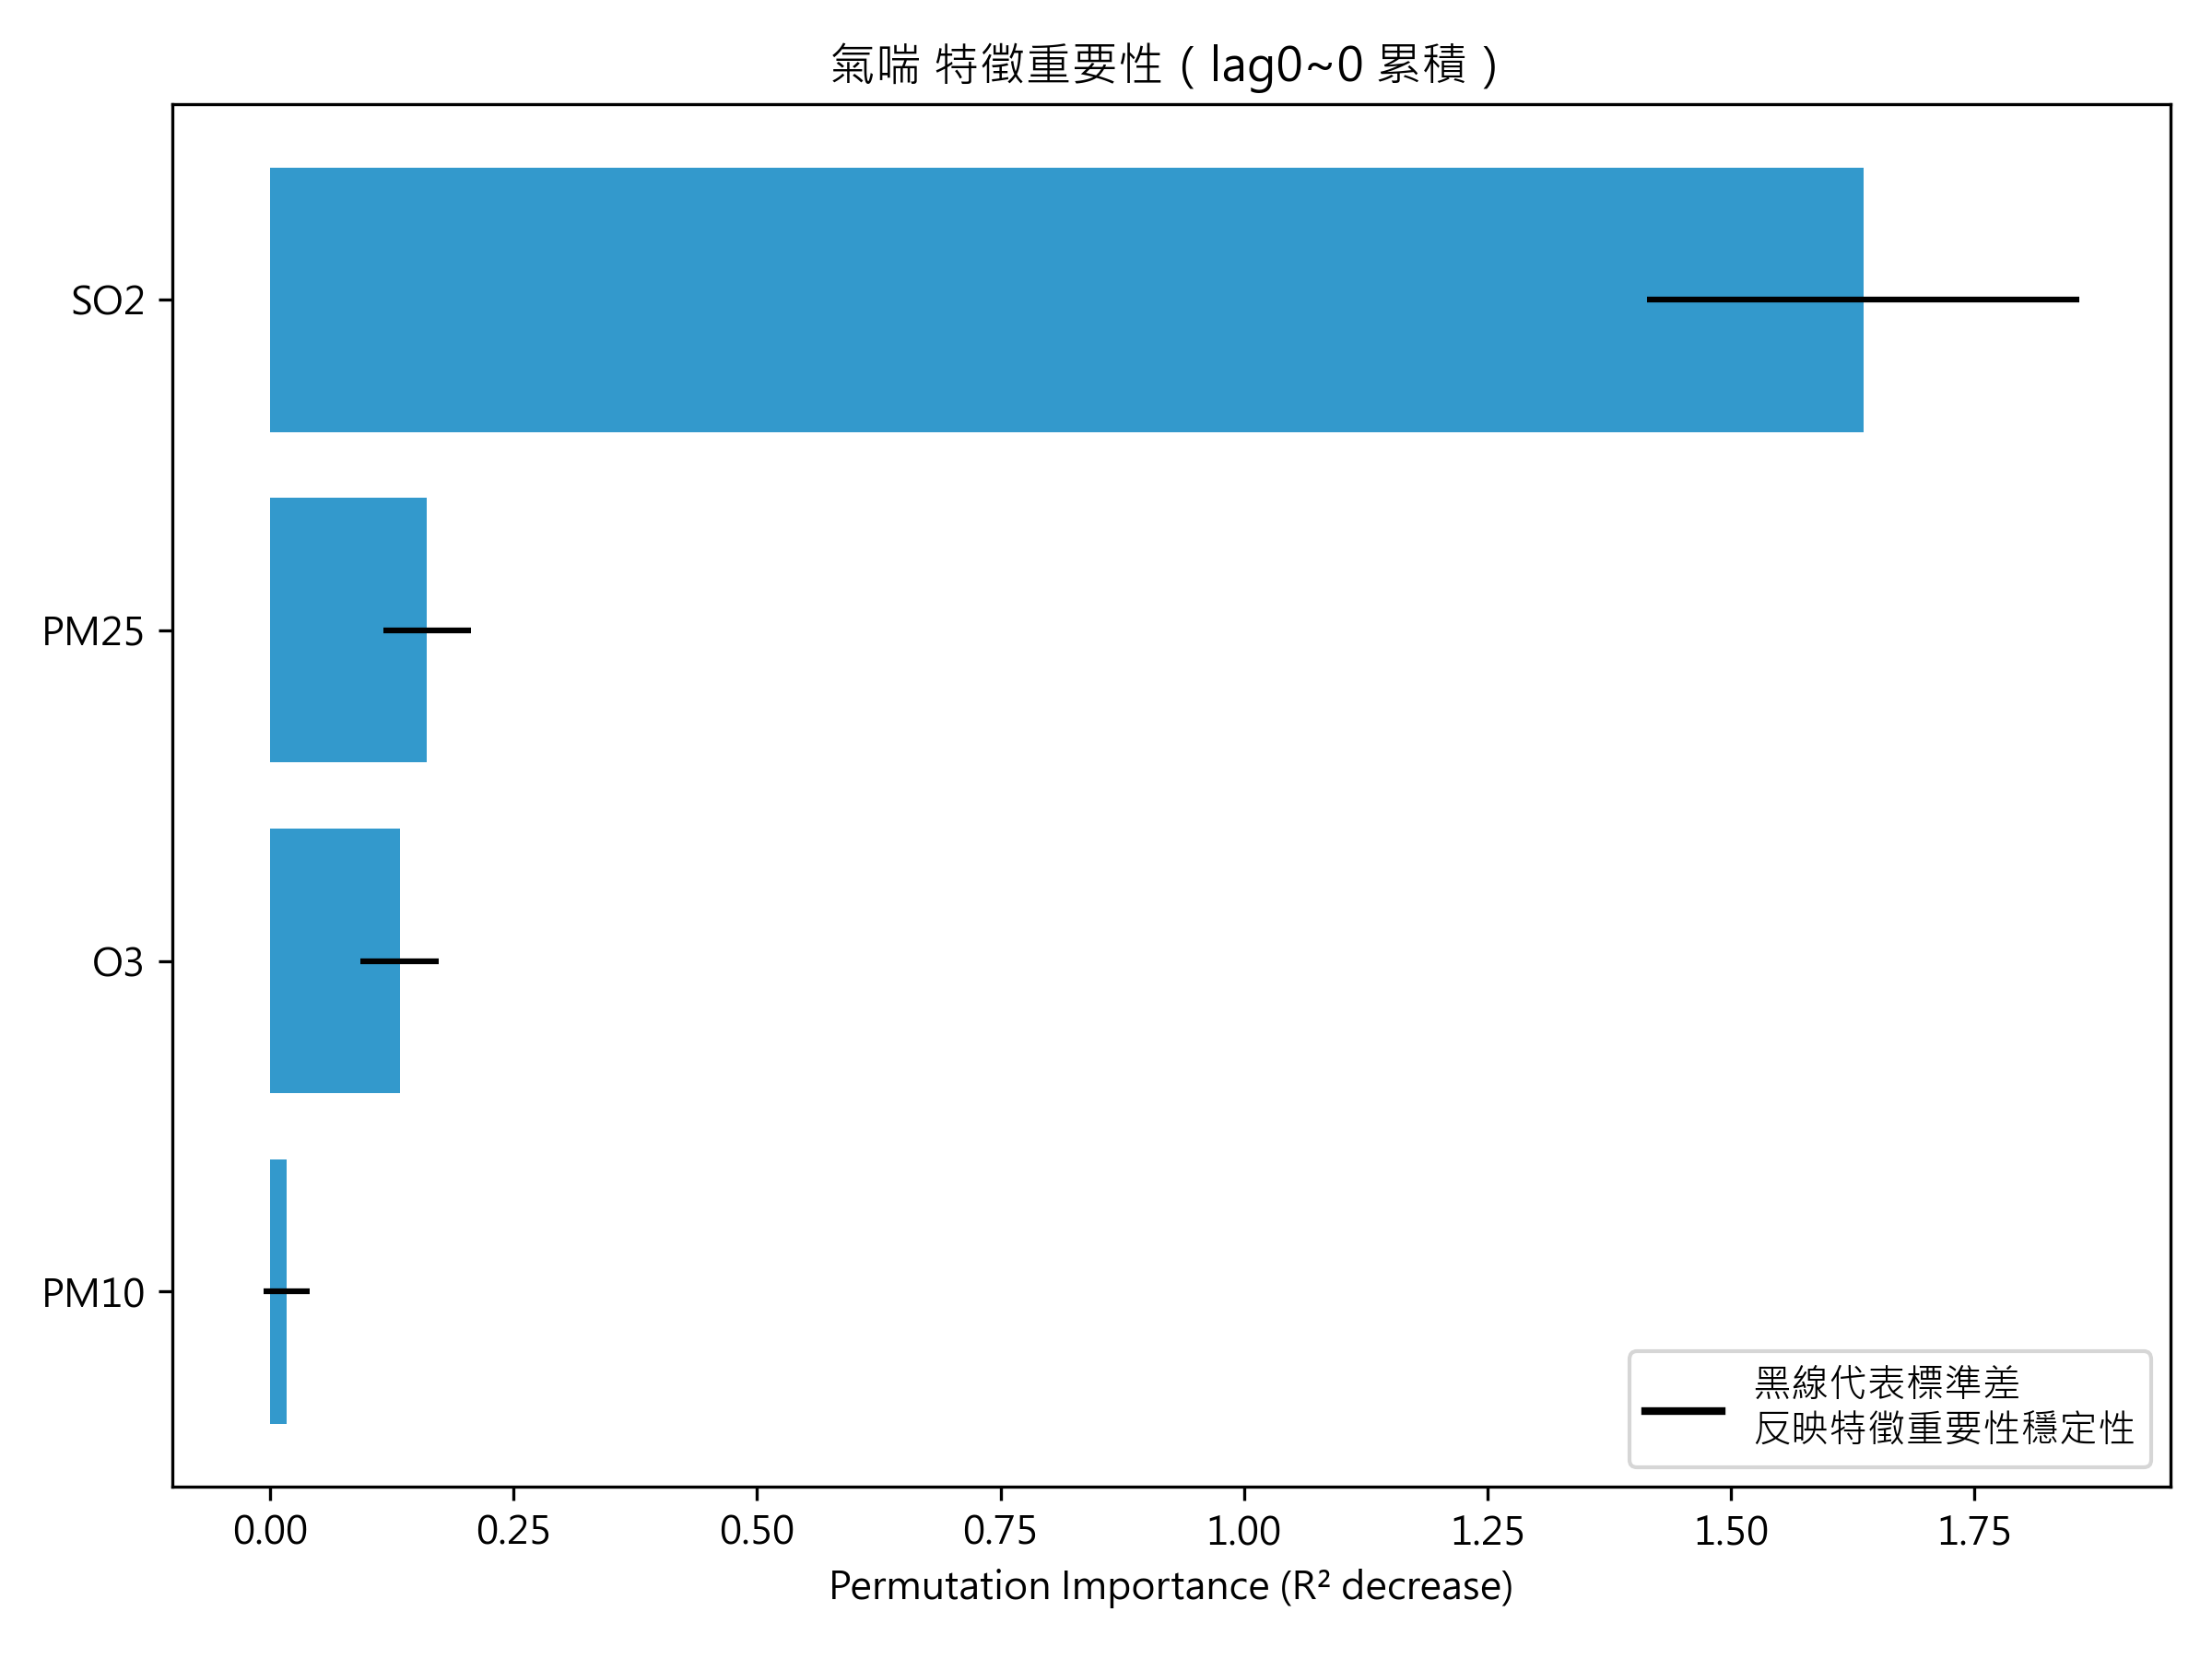 氣喘 特徵重要性（lag0~0 累積）
SO2
PM25
O3
PM10
黑線代表標準差
反映特徵重要性穩定性
0.00 0.25 0.50 0.75 1.00 1.25 1.50 1.75
Permutation Importance (R² decrease)